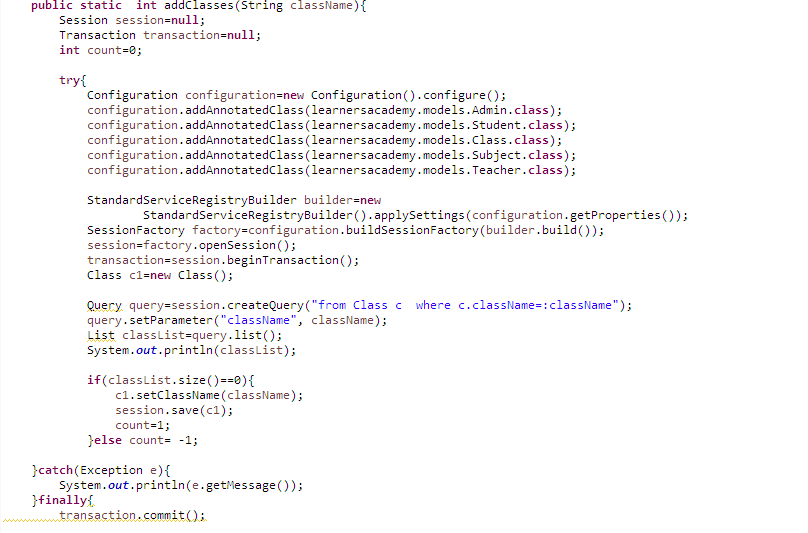 public static  int addClasses(String className){
    Session session=null;
    Transaction transaction=null;
    int count=0;

    try{
        Configuration configuration=new Configuration().configure();
        configuration.addAnnotatedClass(learnersacademy.models.Admin.class);
        configuration.addAnnotatedClass(learnersacademy.models.Student.class);
        configuration.addAnnotatedClass(learnersacademy.models.Class.class);
        configuration.addAnnotatedClass(learnersacademy.models.Subject.class);
        configuration.addAnnotatedClass(learnersacademy.models.Teacher.class);

        StandardServiceRegistryBuilder builder=new
                StandardServiceRegistryBuilder().applySettings(configuration.getProperties());
        SessionFactory factory=configuration.buildSessionFactory(builder.build());
        session=factory.openSession();
        transaction=session.beginTransaction();
        Class c1=new Class();

        Query query=session.createQuery("from Class c  where c.className=:className");
        query.setParameter("className", className);
        List classList=query.list();
        System.out.println(classList);

        if(classList.size()==0){
            c1.setClassName(className);
            session.save(c1);
            count=1;
        }else count= -1;

}catch(Exception e){
    System.out.println(e.getMessage());
}finally{
    transaction.commit();